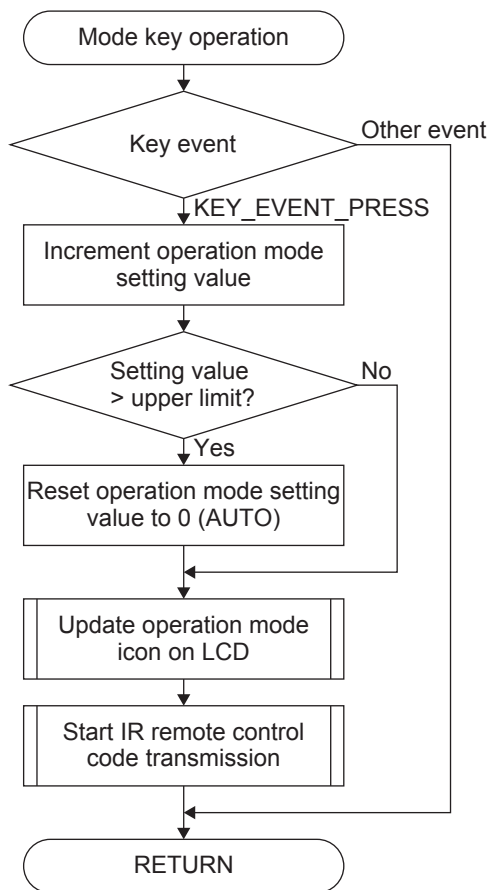 Mode key operation
Key event
Other event
KEY_EVENT_PRESS
Increment operation mode
setting value
Setting value
> upper limit?
No
Yes
Reset operation mode setting
value to 0 (AUTO)
Update operation mode
icon on LCD
Start IR remote control
code transmission
RETURN